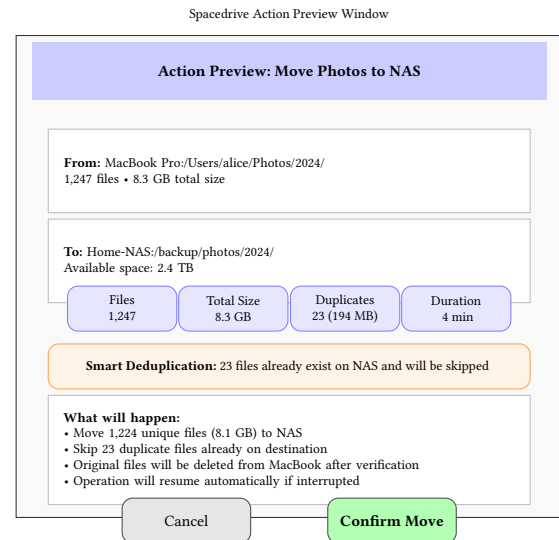 Spacedrive Action Preview Window
Action Preview: Move Photos to NAS
From: MacBook Pro:/Users/alice/Photos/2024/
1,247 files • 8.3 GB total size
To: Home-NAS:/backup/photos/2024/
Available space: 2.4 TB
Files
1,247
Total Size
8.3 GB
Duplicates
23 (194 MB)
Duration
4 min
Smart Deduplication: 23 files already exist on NAS and will be skipped
What will happen:
• Move 1,224 unique files (8.1 GB) to NAS
• Skip 23 duplicate files already on destination
• Original files will be deleted from MacBook after verification
• Operation will resume automatically if interrupted
Cancel
Confirm Move